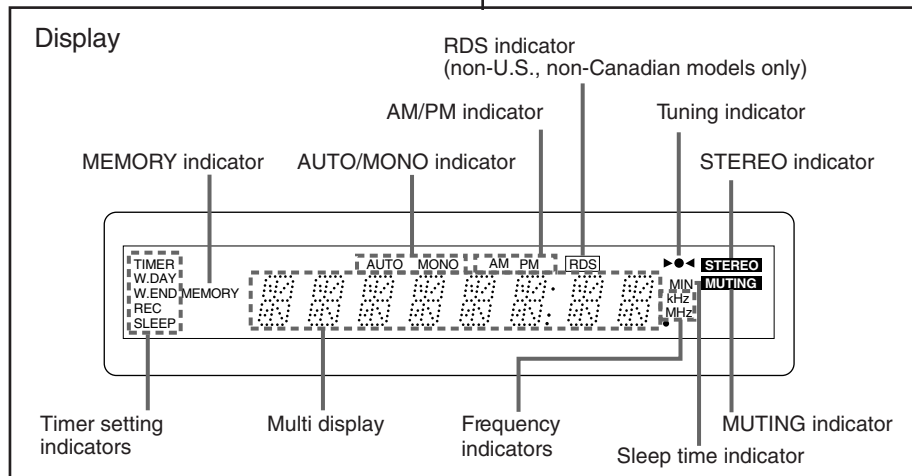 Display
RDS indicator
(non-U.S., non-Canadian models only)
AM/PM indicator
Tuning indicator
MEMORY indicator
AUTO/MONO indicator
STEREO indicator
TIMER
W.DAY
W.END
REC
SLEEP
MEMORY
AUTO MONO
AM PM
RDS
STEREO
MUTING
MIN
kHz
MHz
Timer setting
indicators
Multi display
Frequency
indicators
Sleep time indicator
MUTING indicator